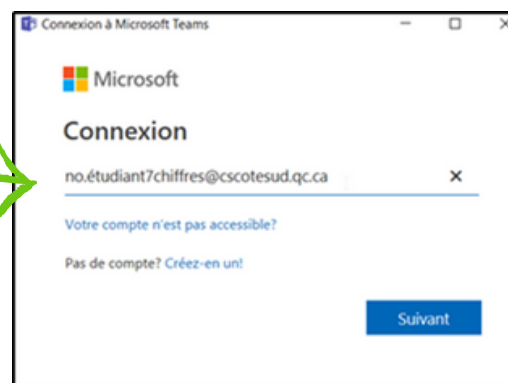 Connexion à Microsoft Teams
Microsoft
Connexion
no.étudiant7chiffres@cscotesud.qc.ca
Votre compte n'est pas accessible?
Pas de compte? Créez-en un!
Suivant